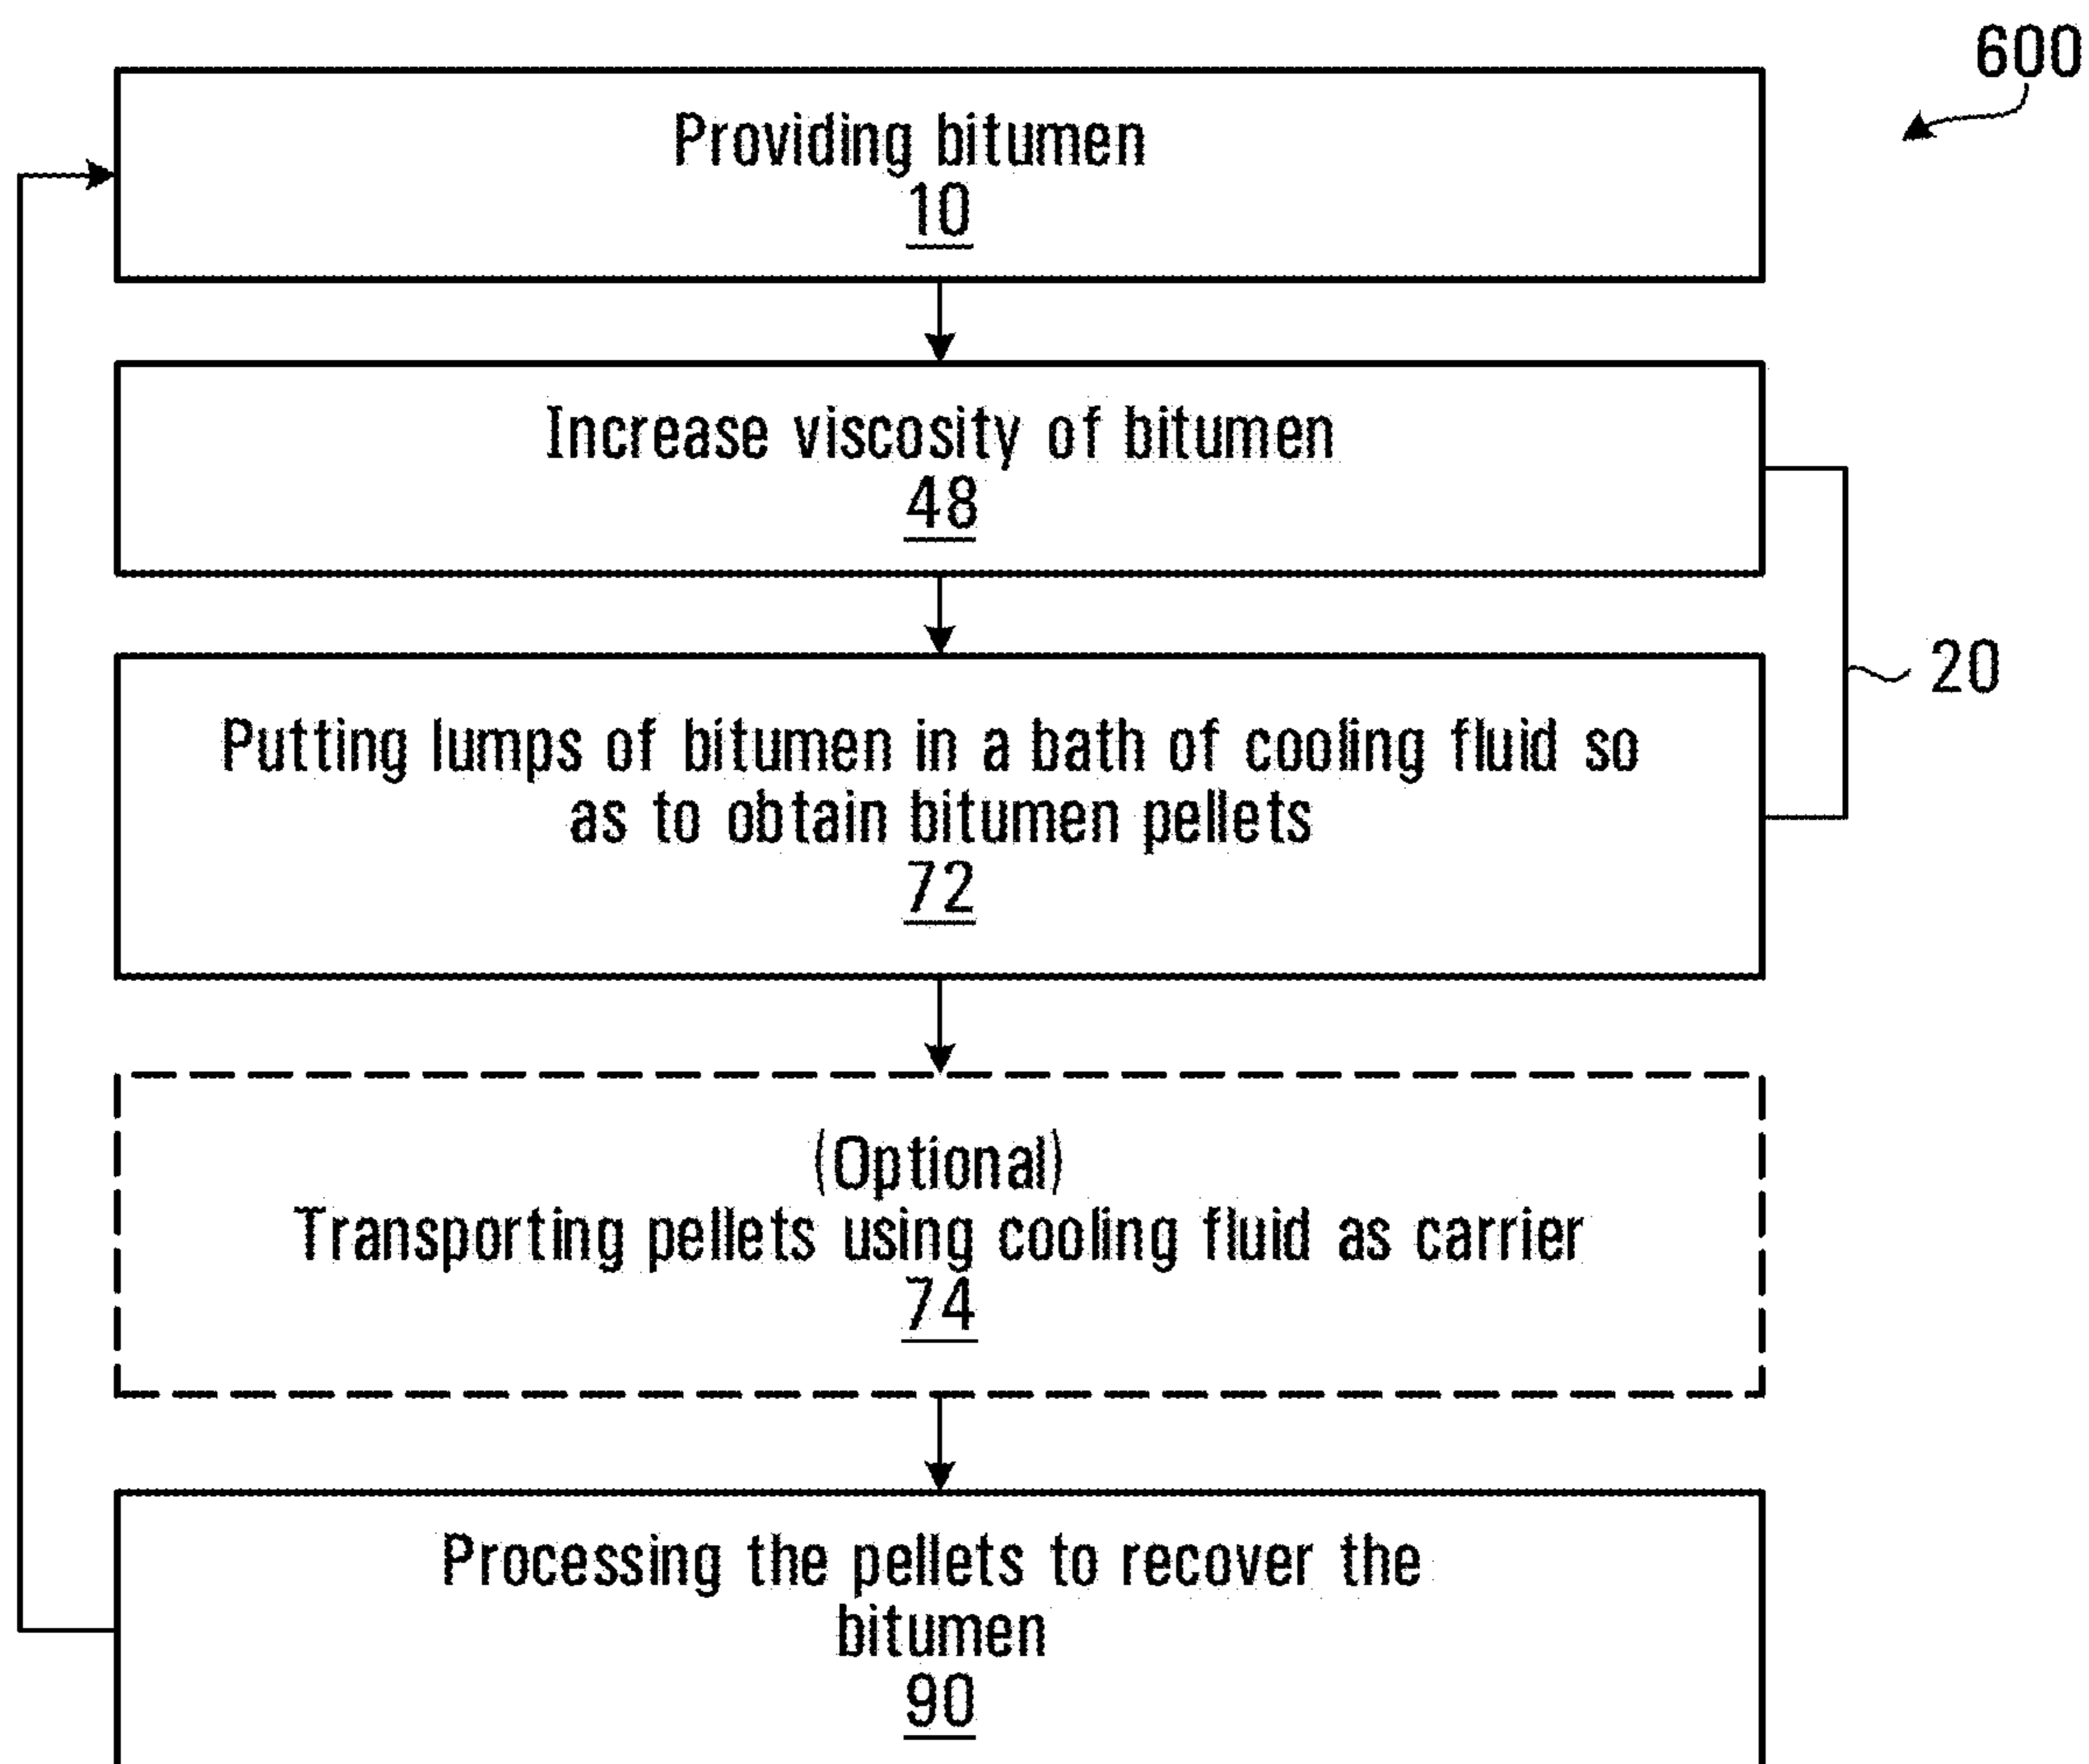 600
Providing bitumen
10
Increase viscosity of bitumen
48
20
Putting lumps of bitumen in a bath of cooling fluid so
as to obtain bitumen pellets
72
(Optional)
Transporting pellets using cooling fluid as carrier
74
Processing the pellets to recover the
bitumen
90